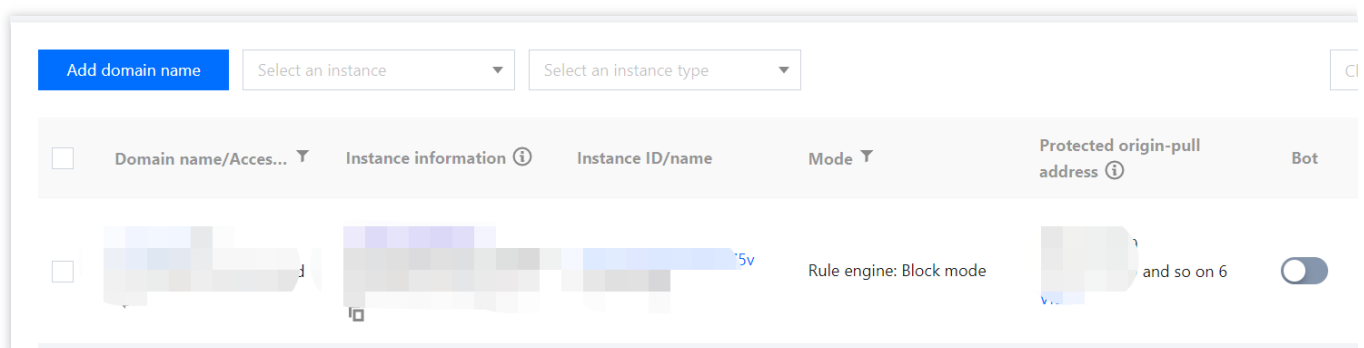 Add domain name
Select an instance
Select an instance type
Domain name/Acces...
Instance information
Instance ID/name
Mode
Protected origin-pull
address
Bot
Rule engine: Block mode
and so on 6